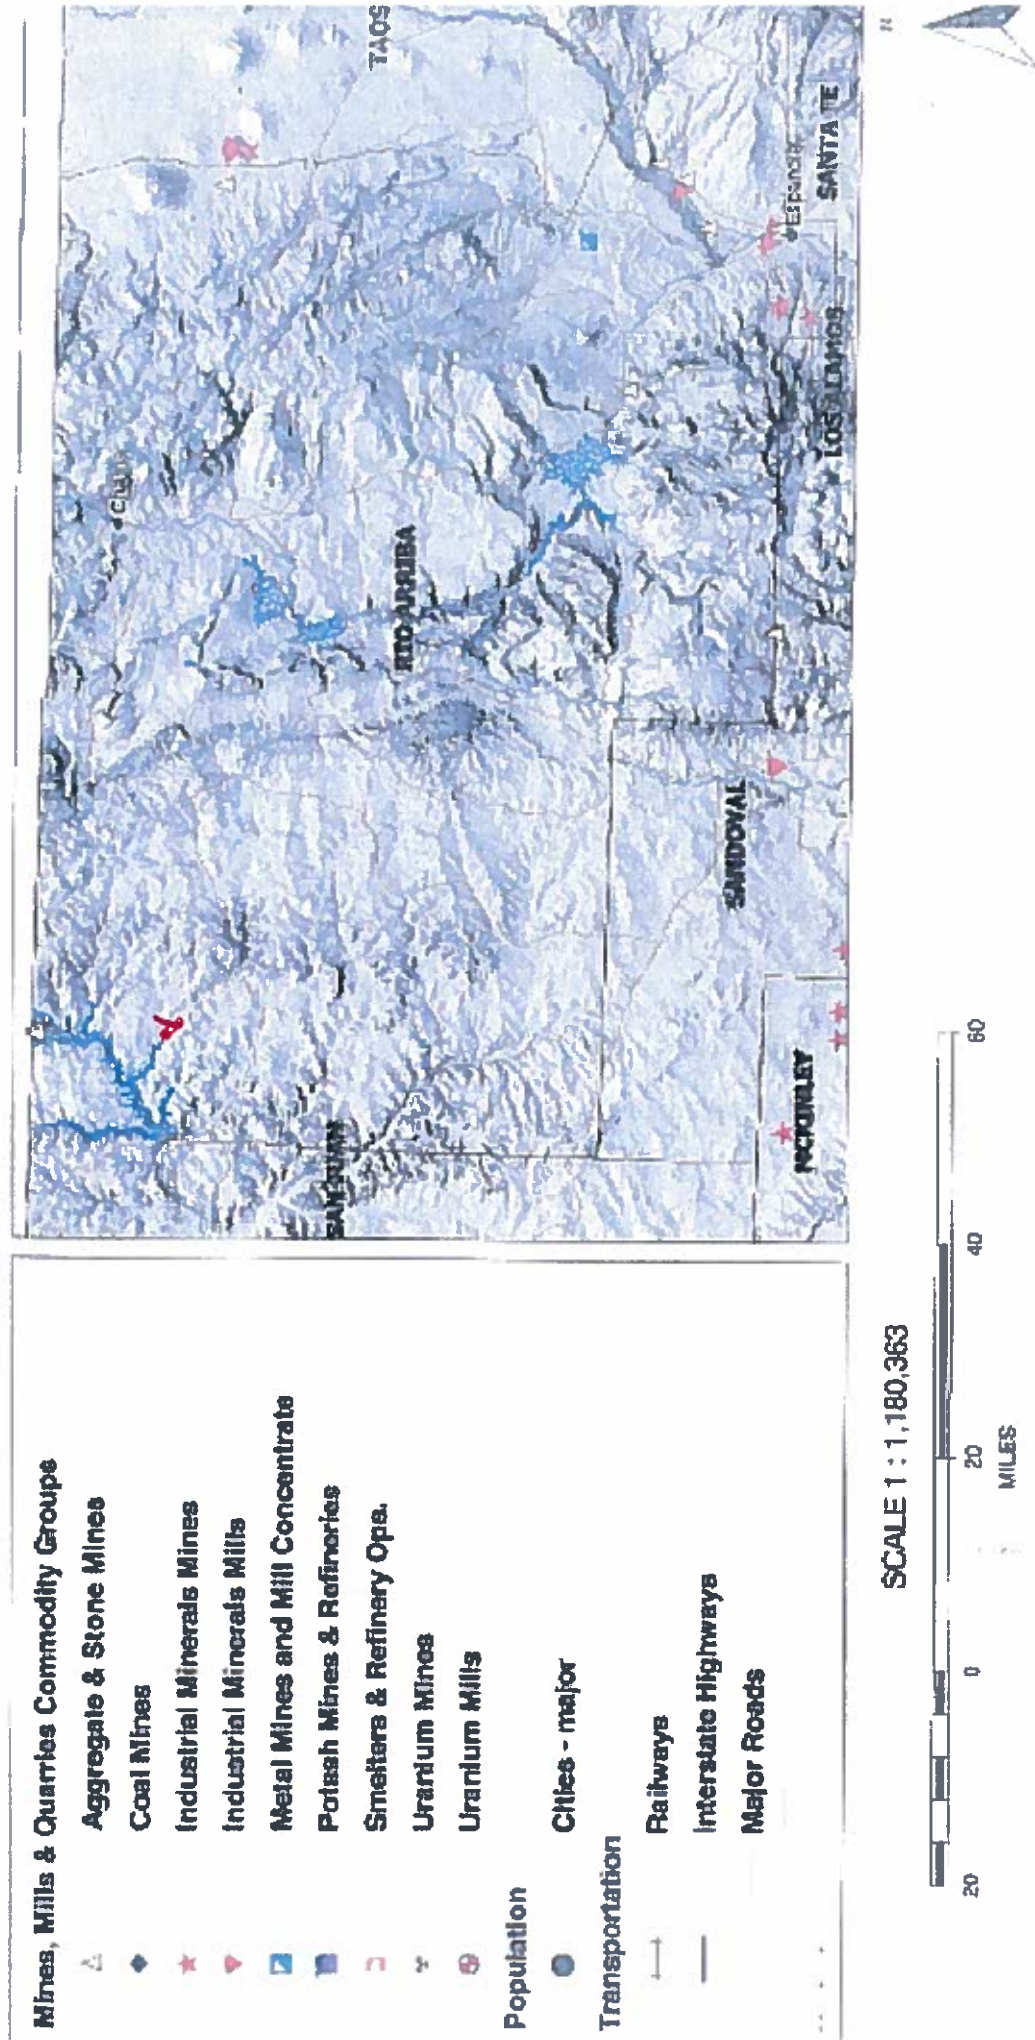 Mines, Mills & Quarries Commodity Groups
Aggregate & Stone Mines
Coal Mines
Industrial Minerals Mines
Industrial Minerals Mills
Metal Mines and Mill Concentrate
Potash Mines & Refineries
Smelters & Refinery Ops.
Uranium Mines
Uranium Mills
Population
Cities - major
Transportation
Railways
Interstate Highways
Major Roads
TAOS
RIO ARRIBA
SAN JUAN
SANDOVAL
MCKINLEY
LOS ALAMOS
SANTA FE
Espanola
N
SCALE 1 : 1,180,363
20 0 20 40 60
MILES